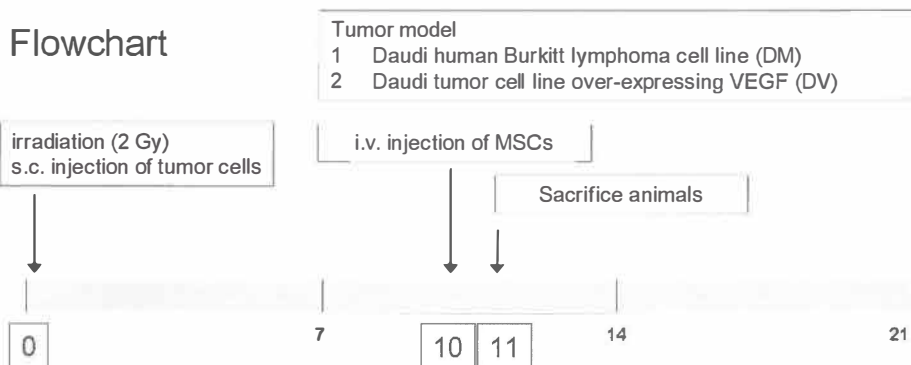 Flowchart
Tumor model
1 Daudi human Burkitt lymphoma cell line (DM)
2 Daudi tumor cell line over-expressing VEGF (DV)
irradiation (2 Gy)
s.c. injection of tumor cells
i.v. injection of MSCs
Sacrifice animals
0 7 10 11 14 21